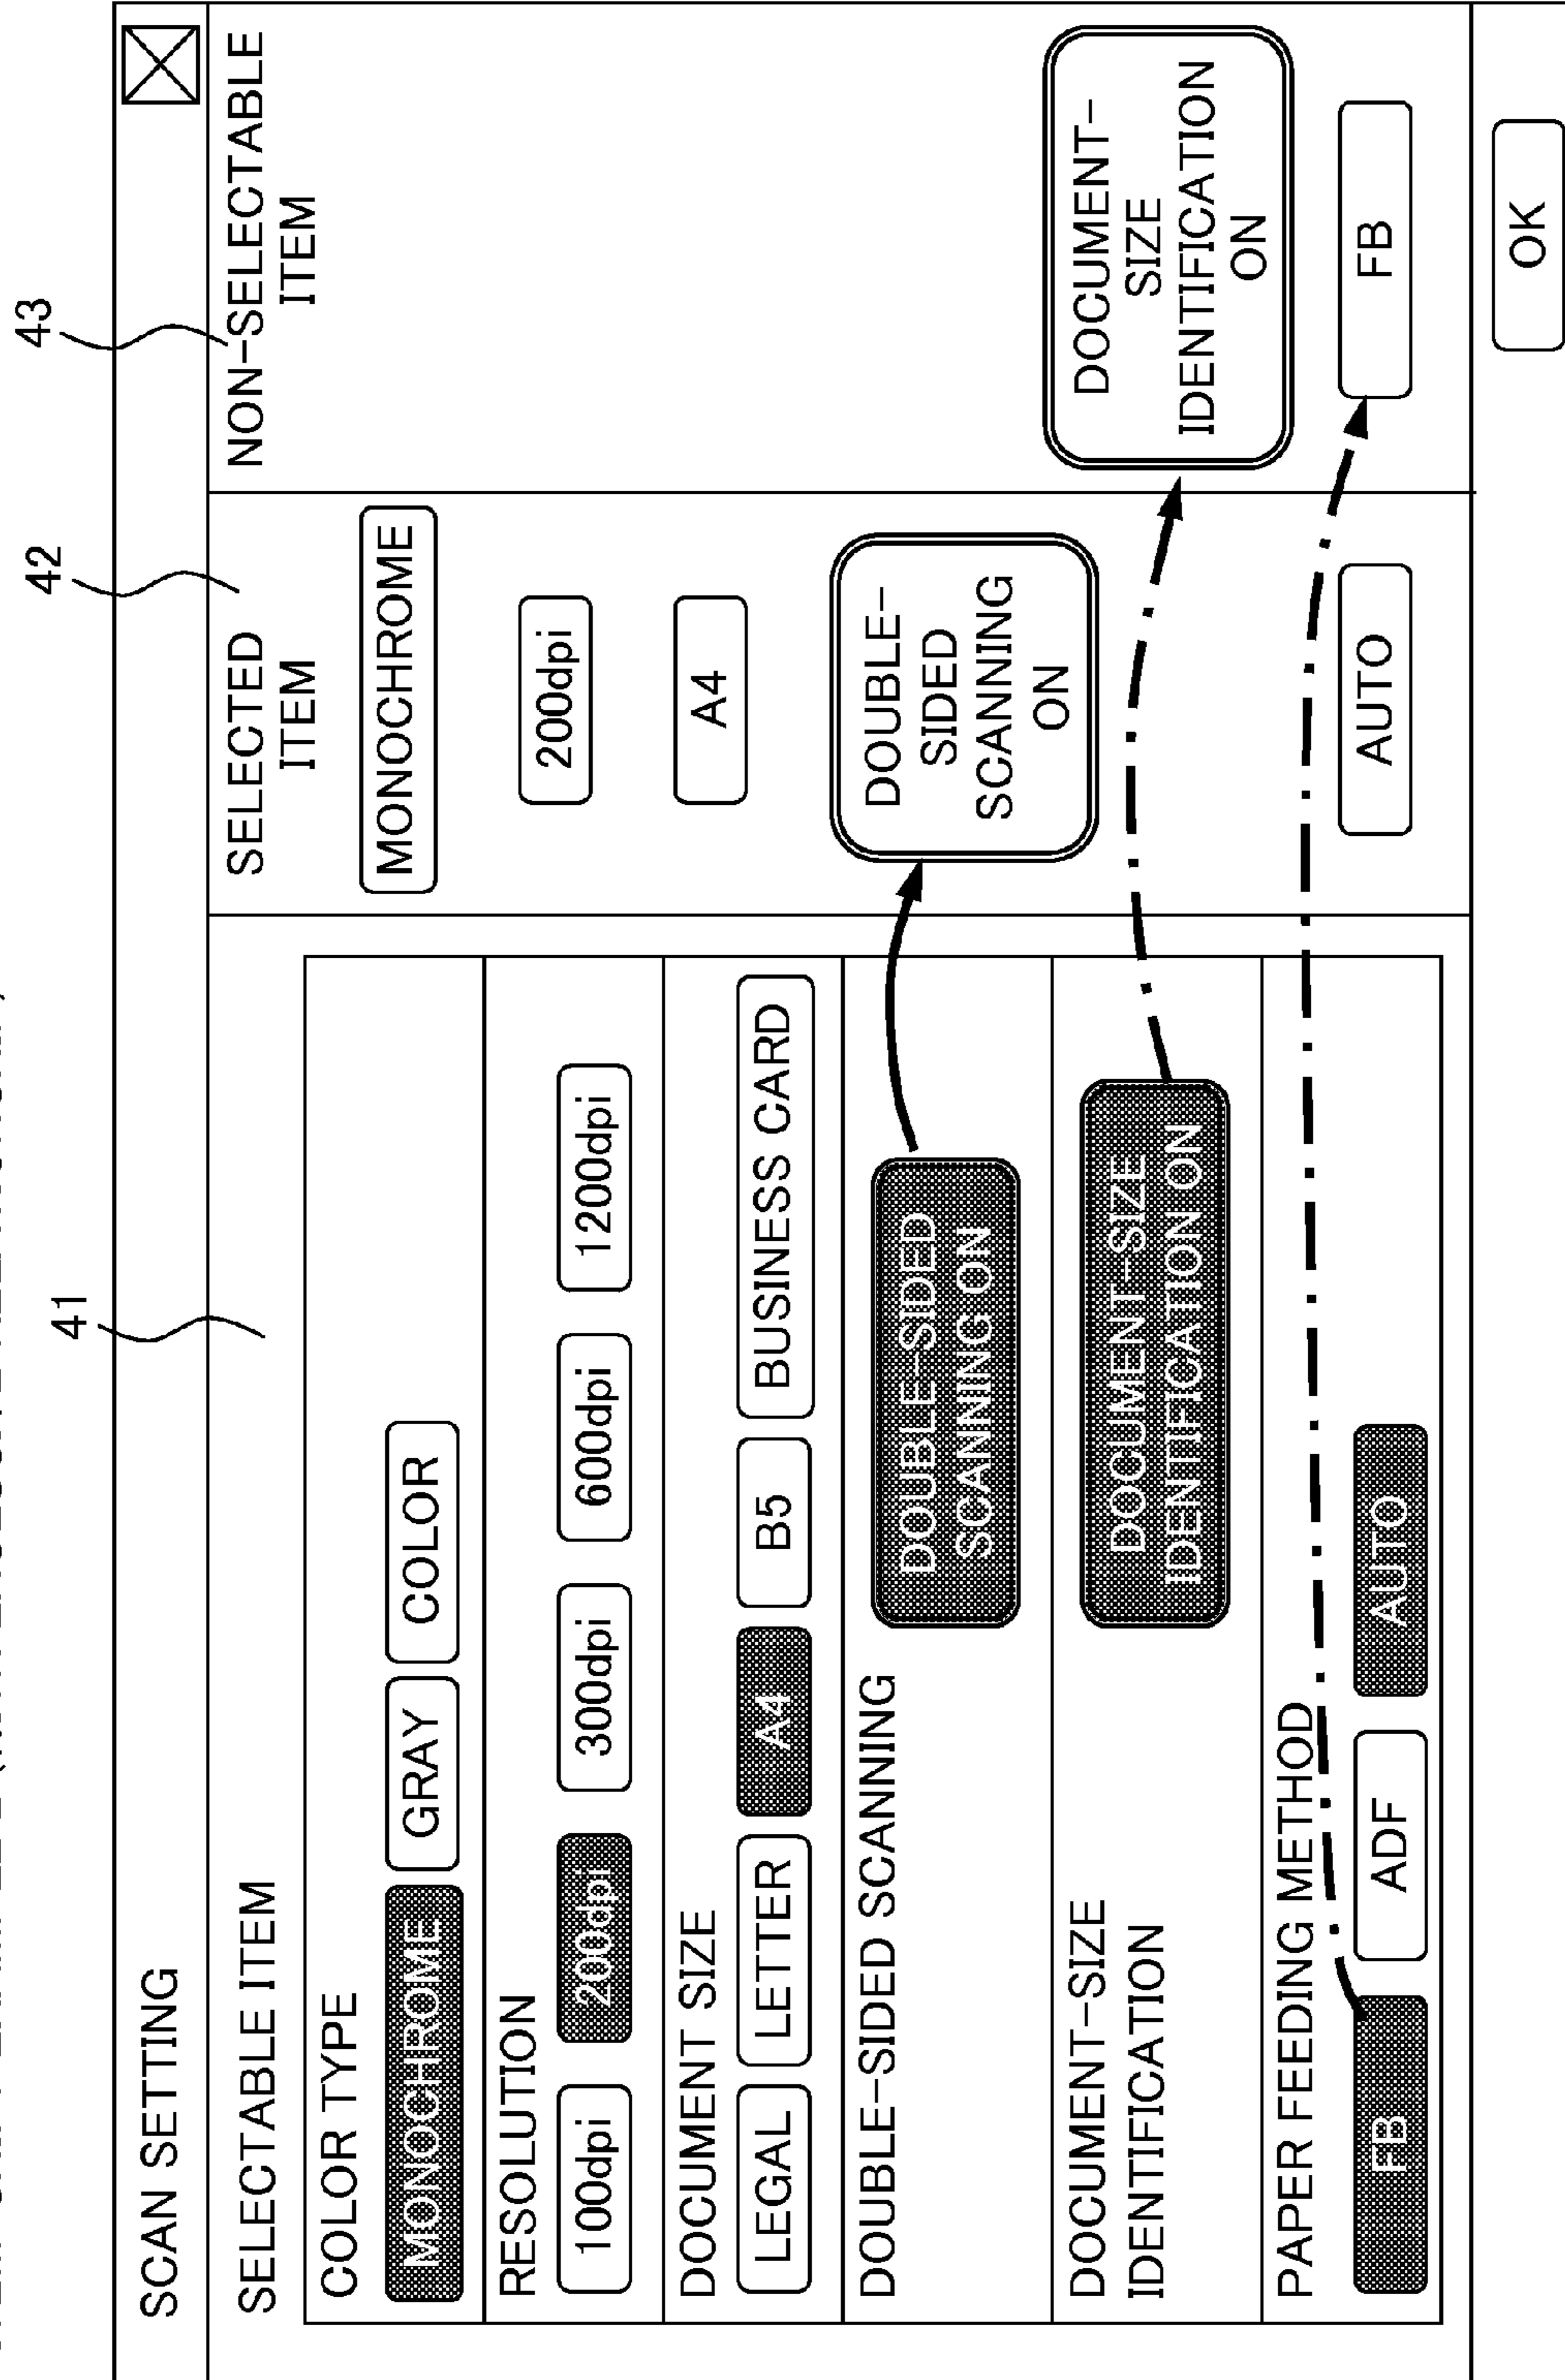 SCAN SETTING
41
42
43
SELECTABLE ITEM
COLOR TYPE
MONOCHROME
GRAY
COLOR
RESOLUTION
100dpi
200dpi
300dpi
600dpi
1200dpi
DOCUMENT SIZE
LEGAL
LETTER
A4
B5
BUSINESS CARD
DOUBLE-SIDED SCANNING
DOUBLE-SIDED
SCANNING ON
DOCUMENT-SIZE
IDENTIFICATION
DOCUMENT-SIZE
IDENTIFICATION ON
PAPER FEEDING METHOD
FB
ADF
AUTO
SELECTED
ITEM
MONOCHROME
200dpi
A4
DOUBLE-
SIDED
SCANNING
ON
AUTO
NON-SELECTABLE
ITEM
DOCUMENT-
SIZE
IDENTIFICATION
ON
FB
OK